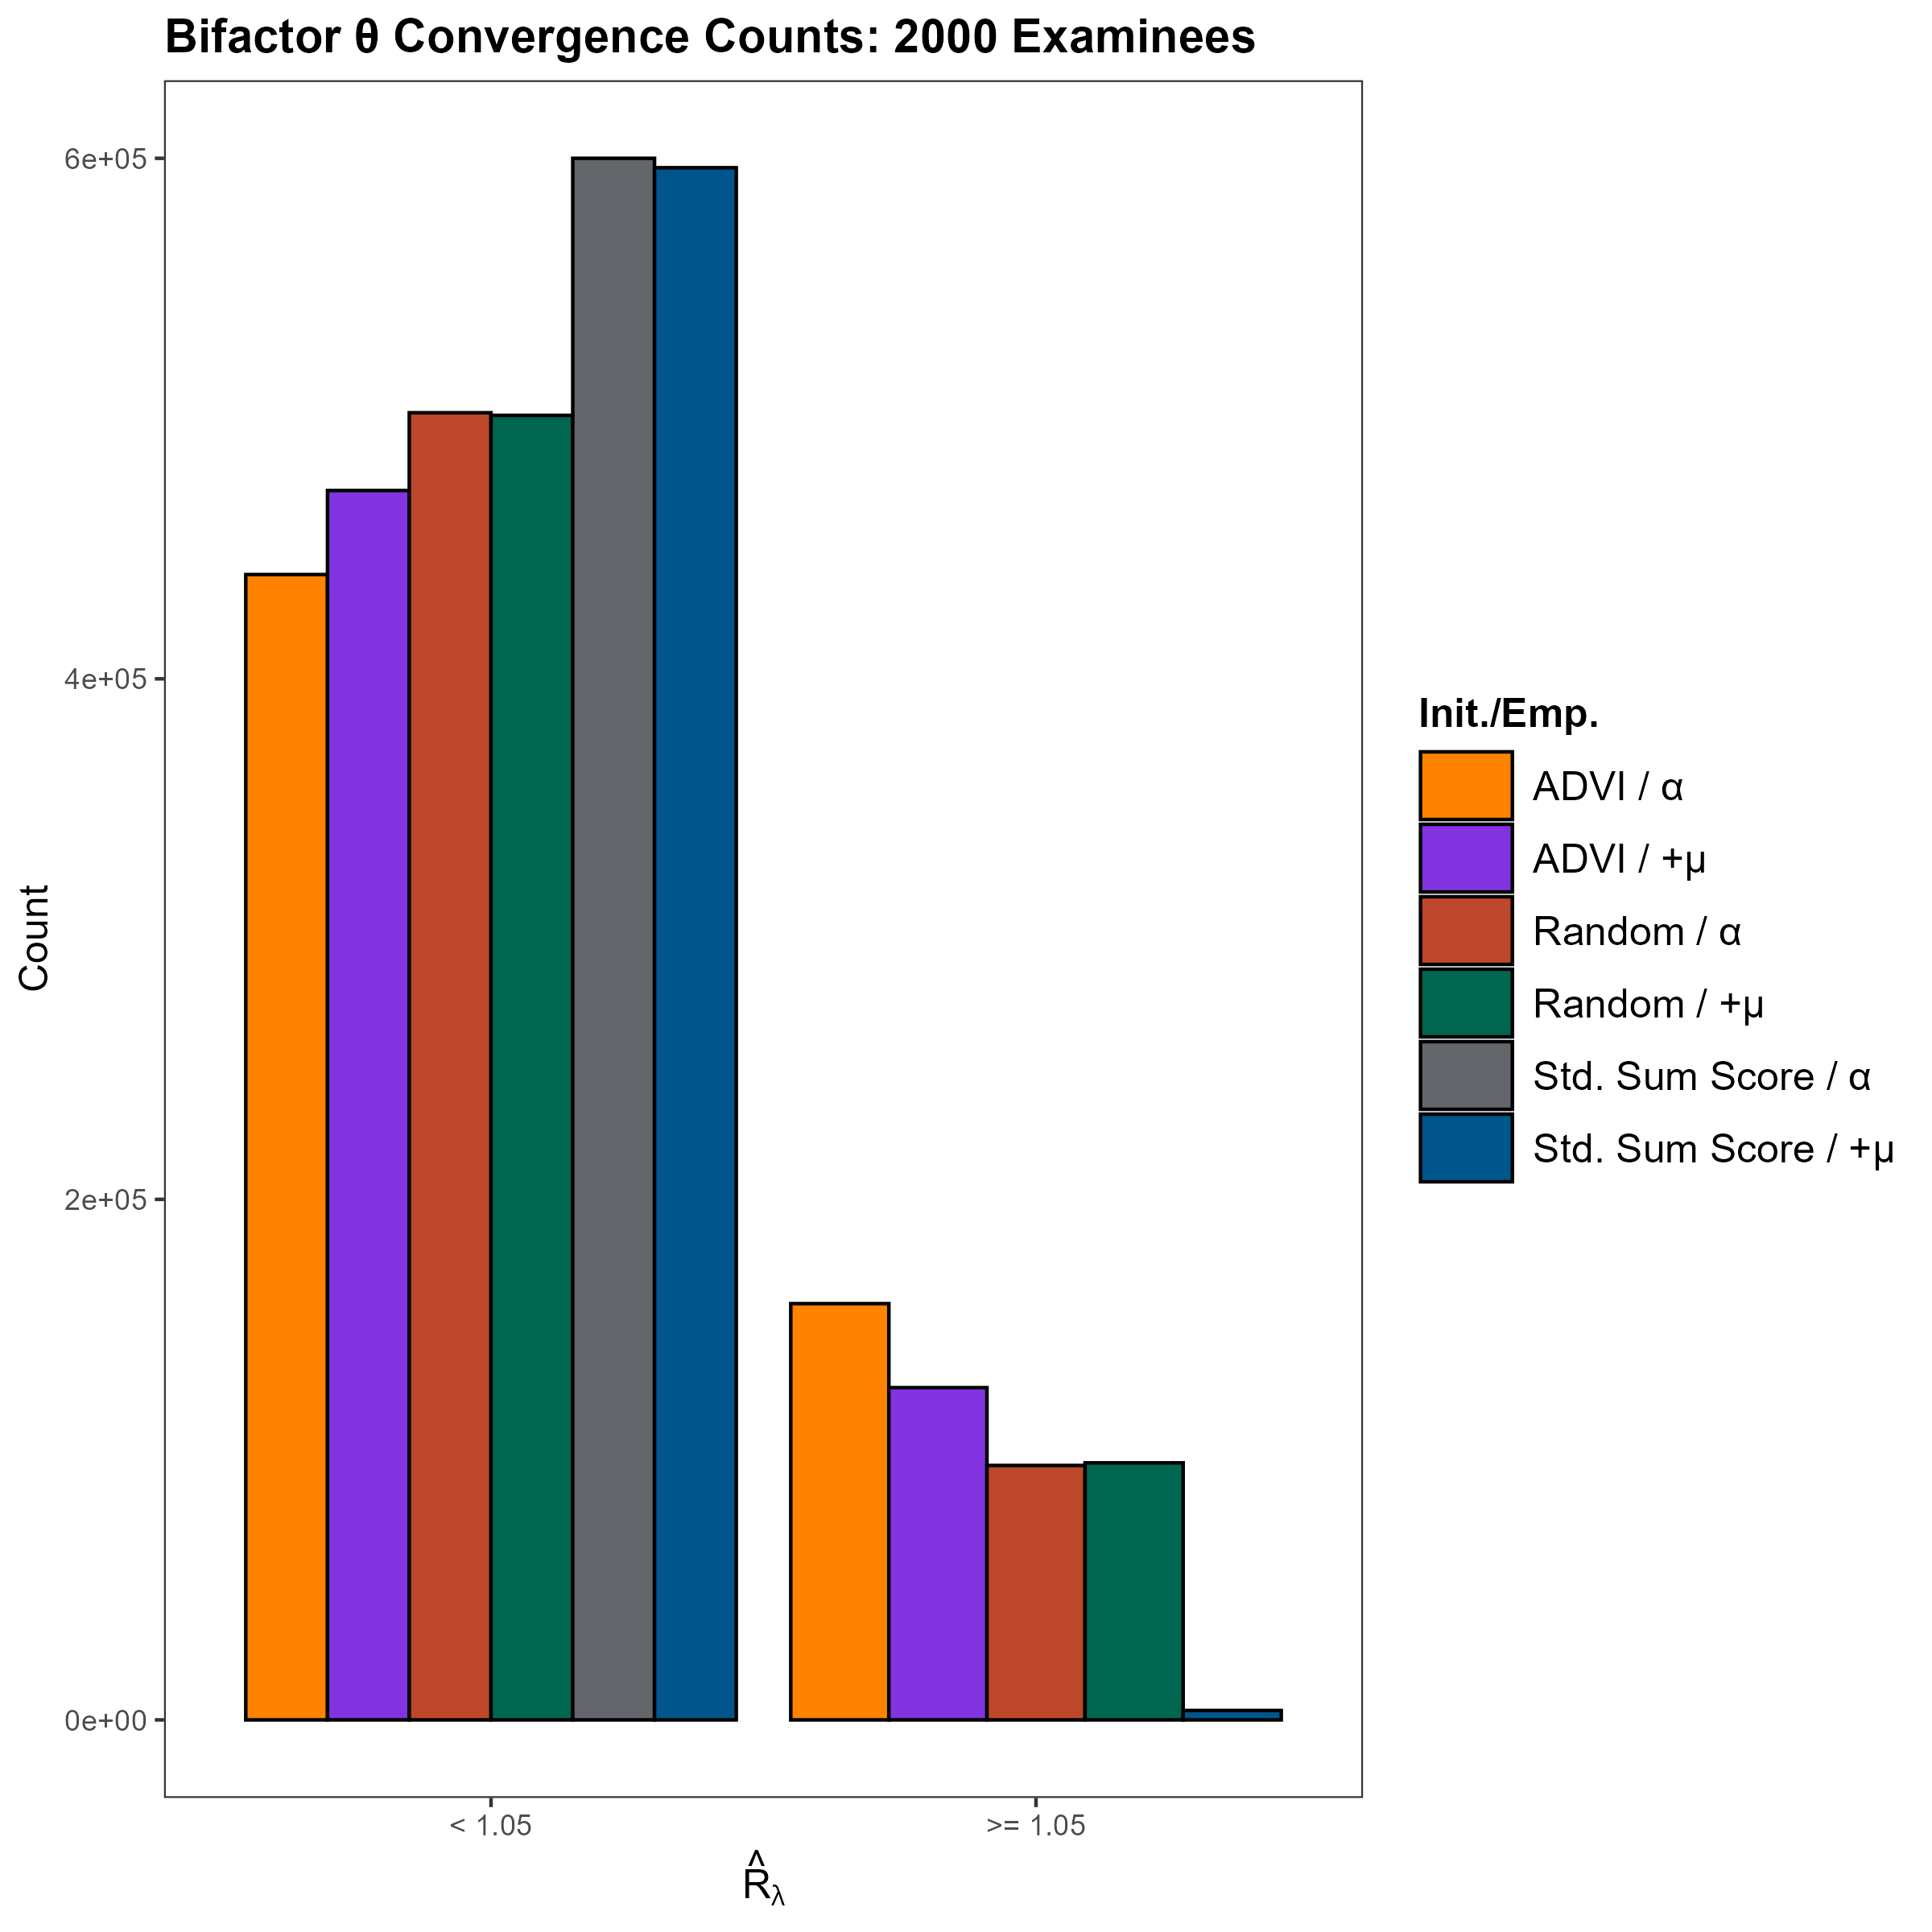 Bifactor θ Convergence Counts: 2000 Examinees
6e+05
4e+05
2e+05
0e+00
Count
< 1.05
>= 1.05
R̂λ
Init./Emp.
ADVI / α
ADVI / +μ
Random / α
Random / +μ
Std. Sum Score / α
Std. Sum Score / +μ